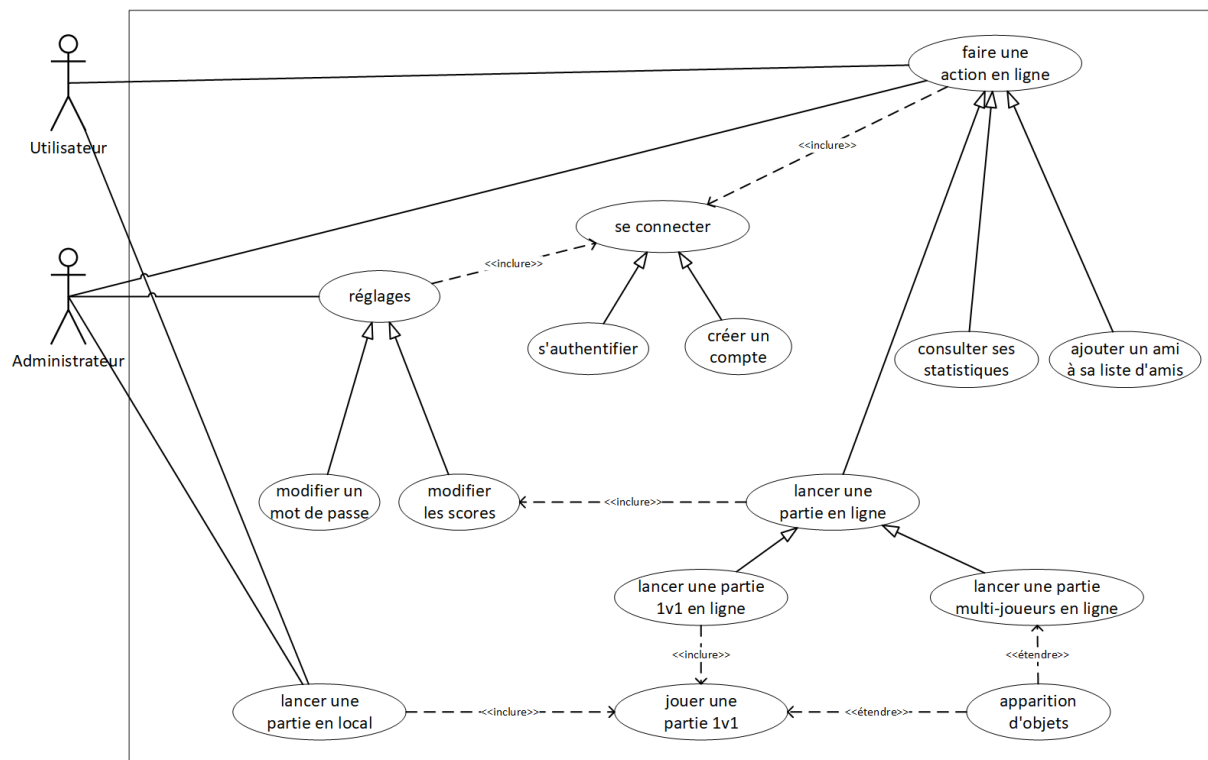 faire une
action en ligne
Utilisateur
<<inclure>>
se connecter
<<inclure>>
réglages
Administrateur
s'authentifier
créer un
compte
consulter ses
statistiques
ajouter un ami
à sa liste d'amis
modifier un
mot de passe
modifier
les scores
<<inclure>>
lancer une
partie en ligne
lancer une partie
1v1 en ligne
lancer une partie
multi-joueurs en ligne
<<inclure>>
<<étendre>>
lancer une
partie en local
<<inclure>>
jouer une
partie 1v1
<<étendre>>
apparition
d'objets